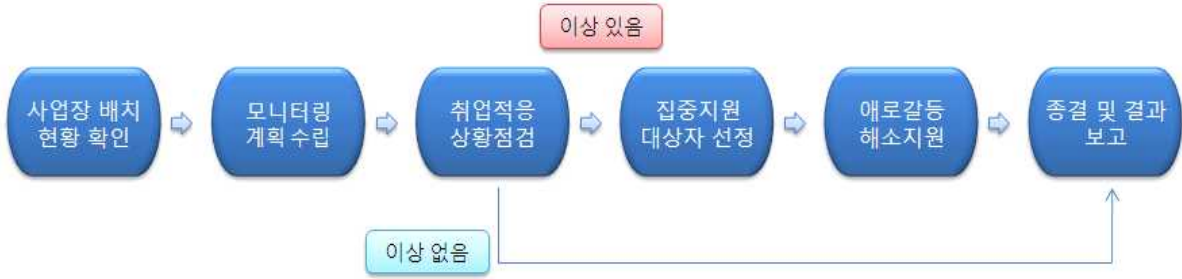 이상 있음
사업장 배치
현황 확인
모니터링
계획 수립
취업적응
상황점검
집중지원
대상자 선정
애로갈등
해소지원
종결 및 결과
보고
이상 없음